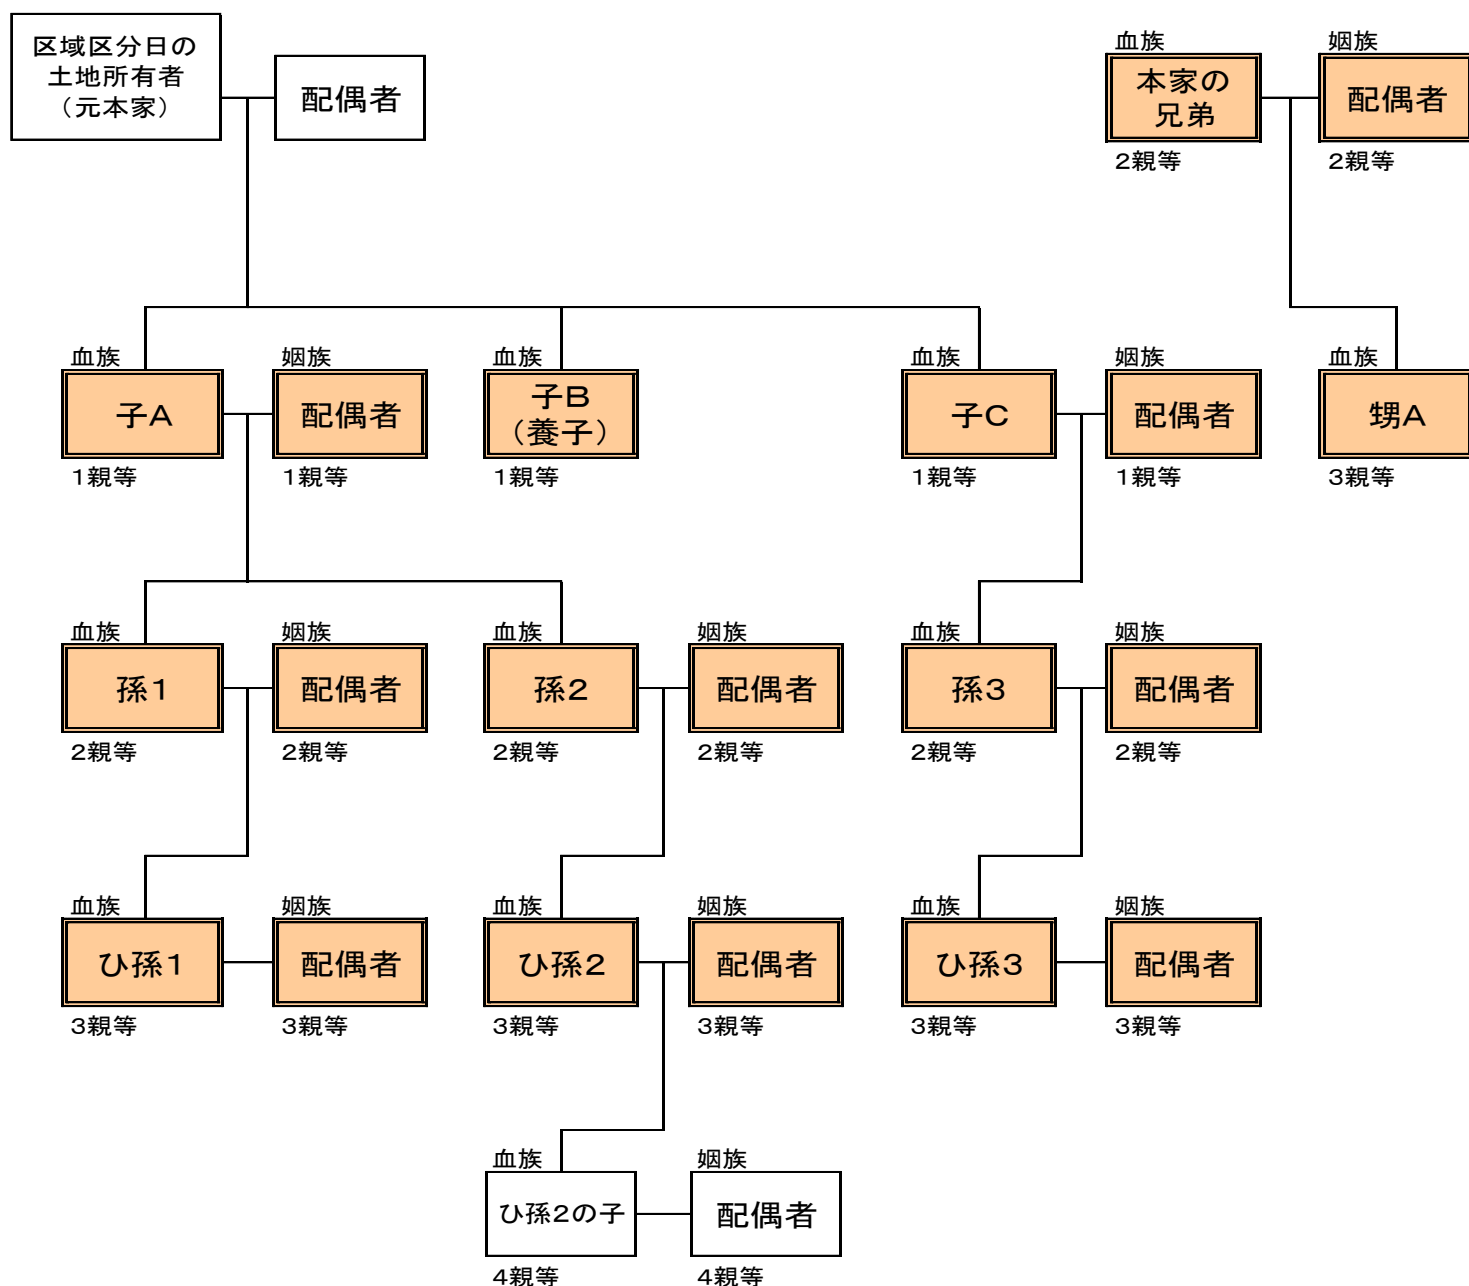 区域区分日の
土地所有者
（元本家）
配偶者
血族
本家の
兄弟
2親等
姻族
配偶者
2親等
血族
子A
1親等
姻族
配偶者
1親等
血族
子B
（養子）
1親等
血族
子C
1親等
姻族
配偶者
1親等
血族
甥A
3親等
血族
孫1
2親等
姻族
配偶者
2親等
血族
孫2
2親等
姻族
配偶者
2親等
血族
孫3
2親等
姻族
配偶者
2親等
血族
ひ孫1
3親等
姻族
配偶者
3親等
血族
ひ孫2
3親等
姻族
配偶者
3親等
血族
ひ孫3
3親等
姻族
配偶者
3親等
血族
ひ孫2の子
4親等
姻族
配偶者
4親等